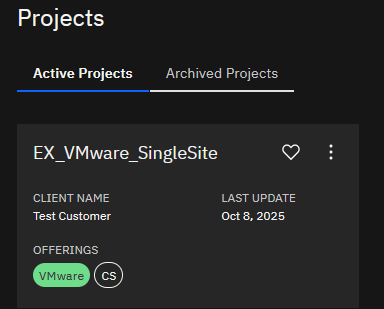 Projects
Active Projects Archived Projects
EX_VMware_SingleSite
CLIENT NAME LAST UPDATE
Test Customer Oct 8, 2025
OFFERINGS
VMware CS